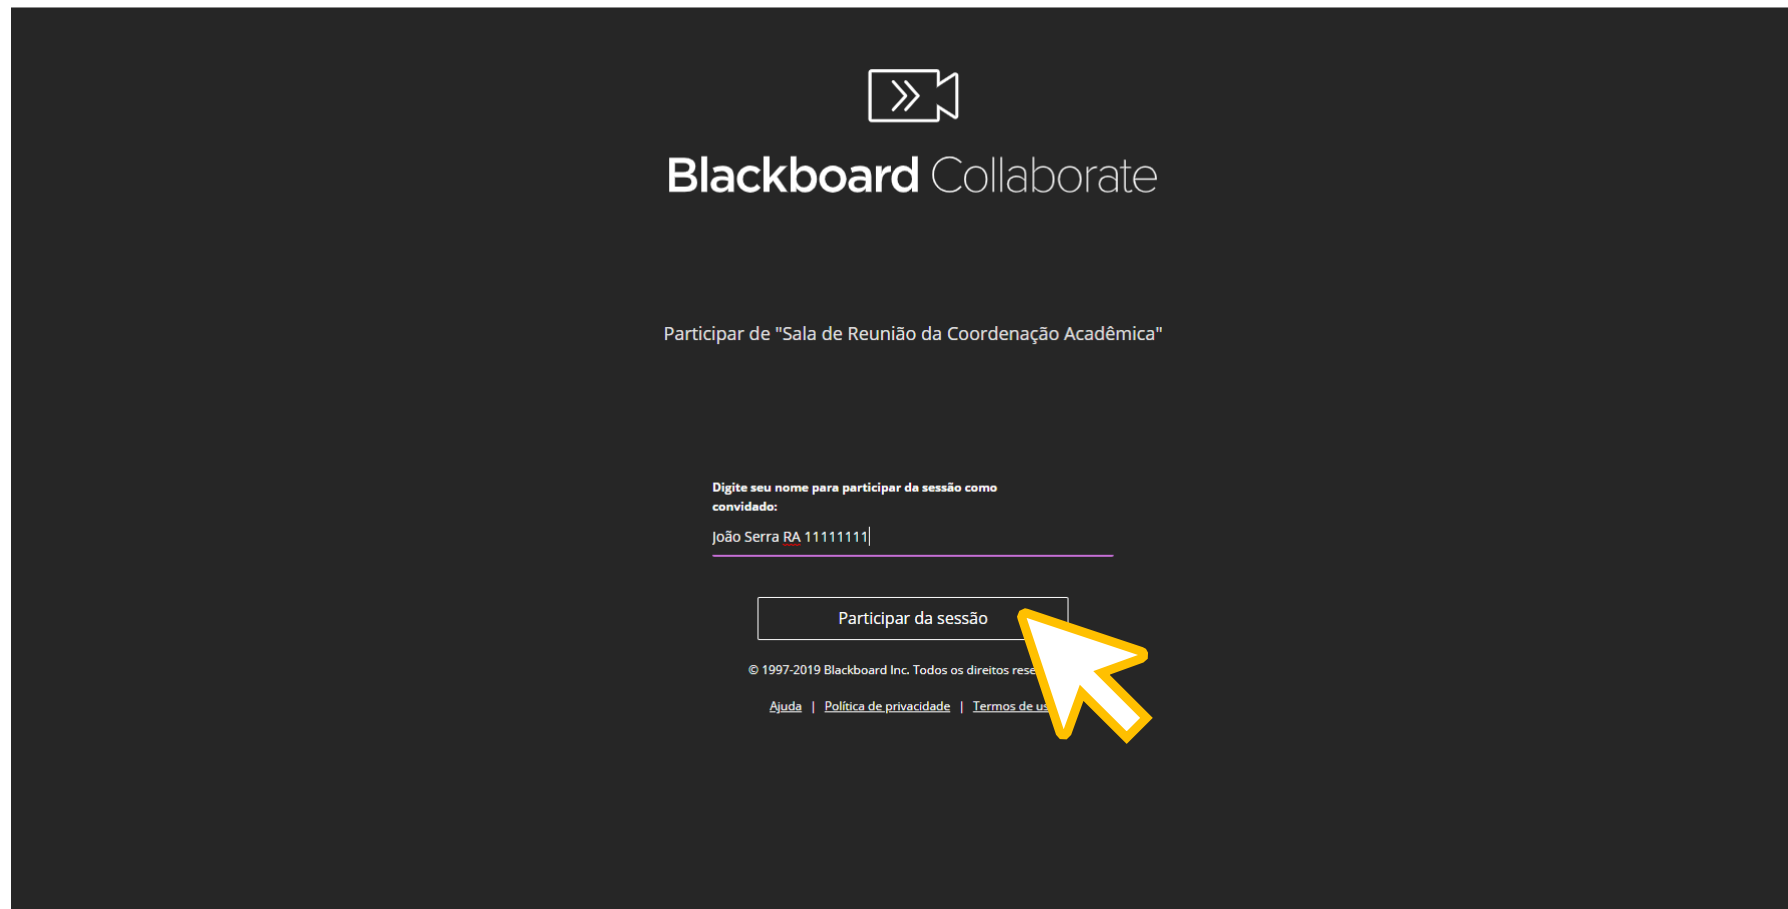 Blackboard Collaborate
Participar de "Sala de Reunião da Coordenação Acadêmica"
Digite seu nome para participar da sessão como
convidado:
João Serra RA 11111111
Participar da sessão
© 1997-2019 Blackboard Inc. Todos os direitos
Ajuda | Política de privacidade | Termos de